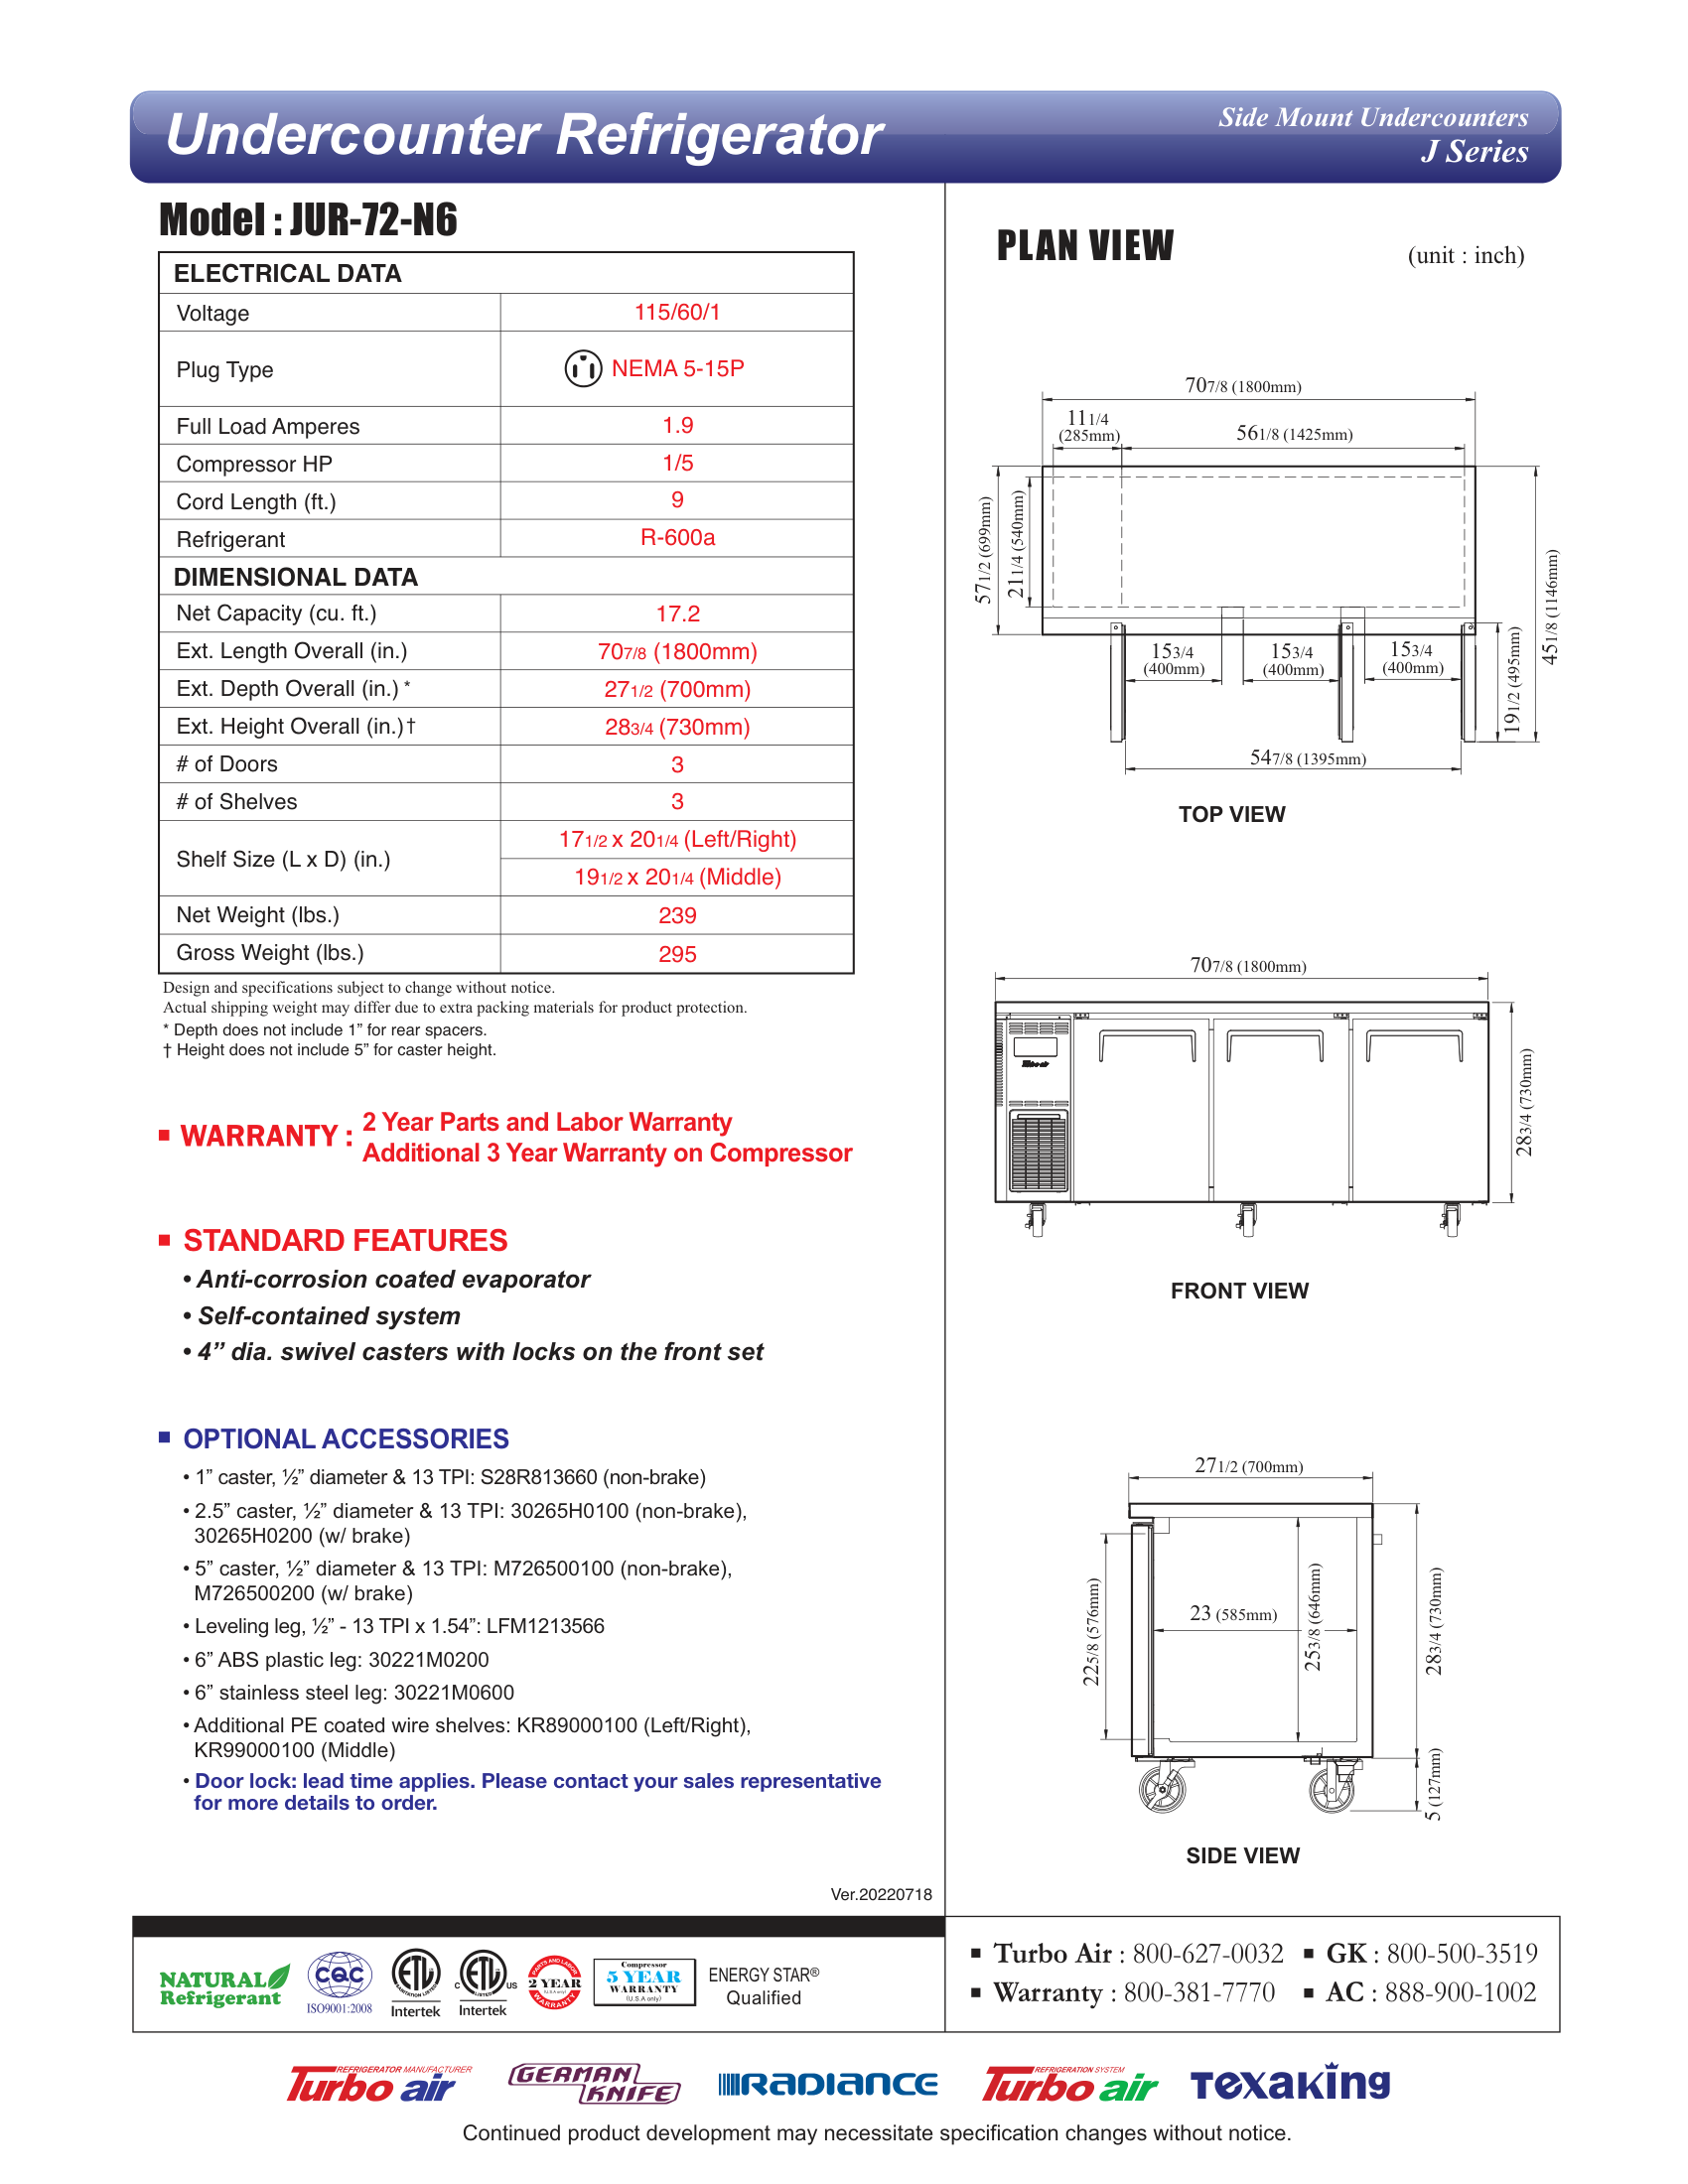 Undercounter Refrigerator
Side Mount Undercounters
J Series
Model : JUR-72-N6
ELECTRICAL DATA
Voltage 115/60/1
Plug Type NEMA 5-15P
Full Load Amperes 1.9
Compressor HP 1/5
Cord Length (ft.) 9
Refrigerant R-600a
DIMENSIONAL DATA
Net Capacity (cu. ft.) 17.2
Ext. Length Overall (in.) 70 7/8 (1800mm)
Ext. Depth Overall (in.) * 27 1/2 (700mm)
Ext. Height Overall (in.)† 28 3/4 (730mm)
# of Doors 3
# of Shelves 3
Shelf Size (L x D) (in.) 17 1/2 x 20 1/4 (Left/Right)
19 1/2 x 20 1/4 (Middle)
Net Weight (lbs.) 239
Gross Weight (lbs.) 295
Design and specifications subject to change without notice.
Actual shipping weight may differ due to extra packing materials for product protection.
* Depth does not include 1” for rear spacers.
† Height does not include 5” for caster height.
■ WARRANTY : 2 Year Parts and Labor Warranty
Additional 3 Year Warranty on Compressor
■ STANDARD FEATURES
• Anti-corrosion coated evaporator
• Self-contained system
• 4” dia. swivel casters with locks on the front set
■ OPTIONAL ACCESSORIES
• 1” caster, ½” diameter & 13 TPI: S28R813660 (non-brake)
• 2.5” caster, ½” diameter & 13 TPI: 30265H0100 (non-brake),
30265H0200 (w/ brake)
• 5” caster, ½” diameter & 13 TPI: M726500100 (non-brake),
M726500200 (w/ brake)
• Leveling leg, ½” - 13 TPI x 1.54”: LFM1213566
• 6” ABS plastic leg: 30221M0200
• 6” stainless steel leg: 30221M0600
• Additional PE coated wire shelves: KR89000100 (Left/Right),
KR99000100 (Middle)
• Door lock: lead time applies. Please contact your sales representative
for more details to order.
Ver.20220718
PLAN VIEW
(unit : inch)
70 7/8 (1800mm)
11 1/4
(285mm)
56 1/8 (1425mm)
57 1/2 (699mm)
21 1/4 (540mm)
45 1/8 (1146mm)
19 1/2 (495mm)
15 3/4
(400mm)
15 3/4
(400mm)
15 3/4
(400mm)
54 7/8 (1395mm)
TOP VIEW
70 7/8 (1800mm)
Turbo air
28 3/4 (730mm)
FRONT VIEW
27 1/2 (700mm)
22 5/8 (576mm)
23 (585mm)
25 3/8 (646mm)
28 3/4 (730mm)
5 (127mm)
SIDE VIEW
NATURAL
Refrigerant
CQC
ISO9001:2008
ETL
SANITATION LISTED
Intertek
C ETL US
LISTED
Intertek
PARTS AND LABOR
2 YEAR
(U.S.A only)
WARRANTY
Compressor
5 YEAR
WARRANTY
(U.S.A only)
ENERGY STAR®
Qualified
■ Turbo Air : 800-627-0032 ■ GK : 800-500-3519
■ Warranty : 800-381-7770 ■ AC : 888-900-1002
REFRIGERATOR MANUFACTURER
Turbo air
GERMAN
KNIFE
RADIANCE
REFRIGERATION SYSTEM
Turbo air
Texaking
Continued product development may necessitate specification changes without notice.